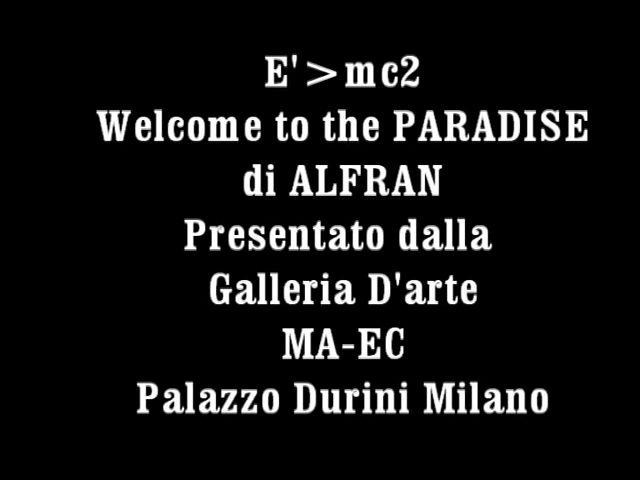 E'>mc2
Welcome to the PARADISE
di ALFRAN
Presentato dalla
Galleria D'arte
MA-EC
Palazzo Durini Milano